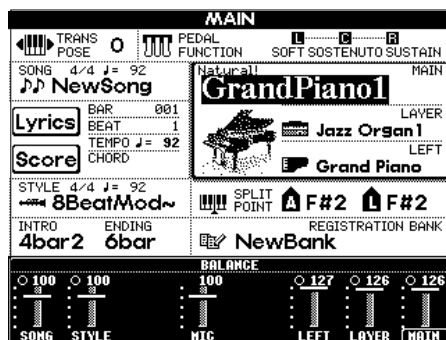 MAIN
TRANSPOSE 0
PEDAL FUNCTION
L C R
SOFT SOSTENUTO SUSTAIN
SONG 4/4 ♩= 92
NewSong
Natural! MAIN
GrandPiano1
Lyrics
BAR 001
BEAT 1
TEMPO ♩= 92
CHORD
Score
LAYER
Jazz Organ1
LEFT
Grand Piano
STYLE 4/4 ♩= 92
8BeatMod~
SPLIT POINT
A F#2 L F#2
INTRO ENDING
4bar2 6bar
REGISTRATION BANK
NewBank
BALANCE
100 100 100 127 126 126
SONG STYLE MIC LEFT LAYER MAIN